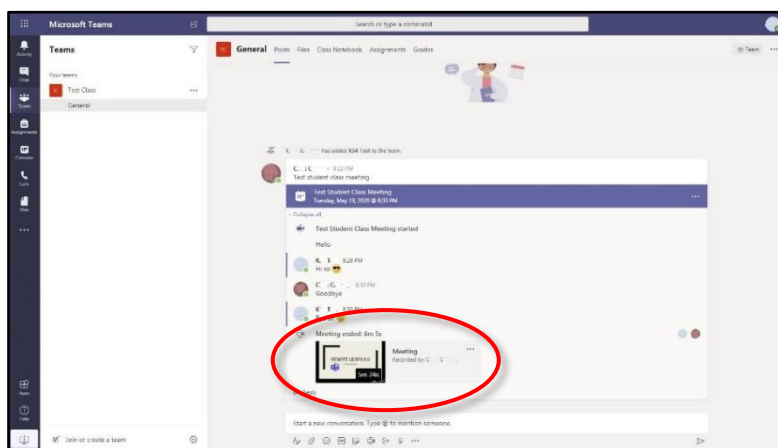 Microsoft Teams
Search or type a command
Activity
Chat
Teams
Assignments
Calendar
Calls
Files
Apps
Help
Teams
Your teams
Test Class
General
Join or create a team
General Posts Files Class Notebook Assignments Grades
Team
has added KS4 Test to the team.
9:22 PM
Test student class meeting
Test Student Class Meeting
Tuesday, May 19, 2020 @ 8:30 PM
Collapse all
Test Student Class Meeting started
Hello
8:28 PM
Hi sir
8:30 PM
Goodbye
Meeting ended: 6m 5s
REMOTE LEARNING
5m 24s
Meeting
Recorded by:
Start a new conversation. Type @ to mention someone.